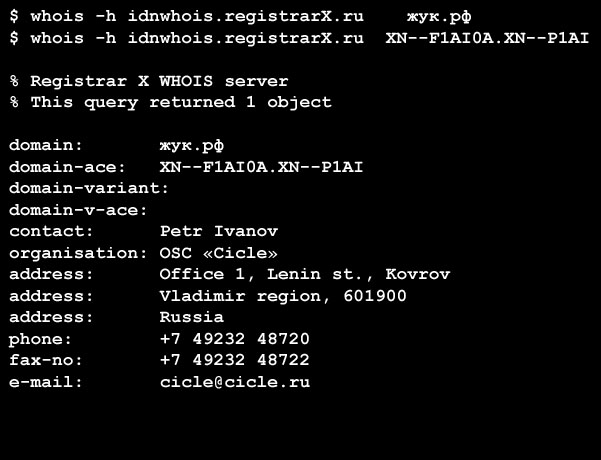 $ whois -h idnwhois.registrarX.ru жук.рф
$ whois -h idnwhois.registrarX.ru XN--F1AI0A.XN--P1AI
% Registrar X WHOIS server
% This query returned 1 object
domain: жук.рф
domain-ace: XN--F1AI0A.XN--P1AI
domain-variant:
domain-v-ace:
contact: Petr Ivanov
organisation: OSC «Cicle»
address: Office 1, Lenin st., Kovrov
address: Vladimir region, 601900
address: Russia
phone: +7 49232 48720
fax-no: +7 49232 48722
e-mail: cicle@cicle.ru